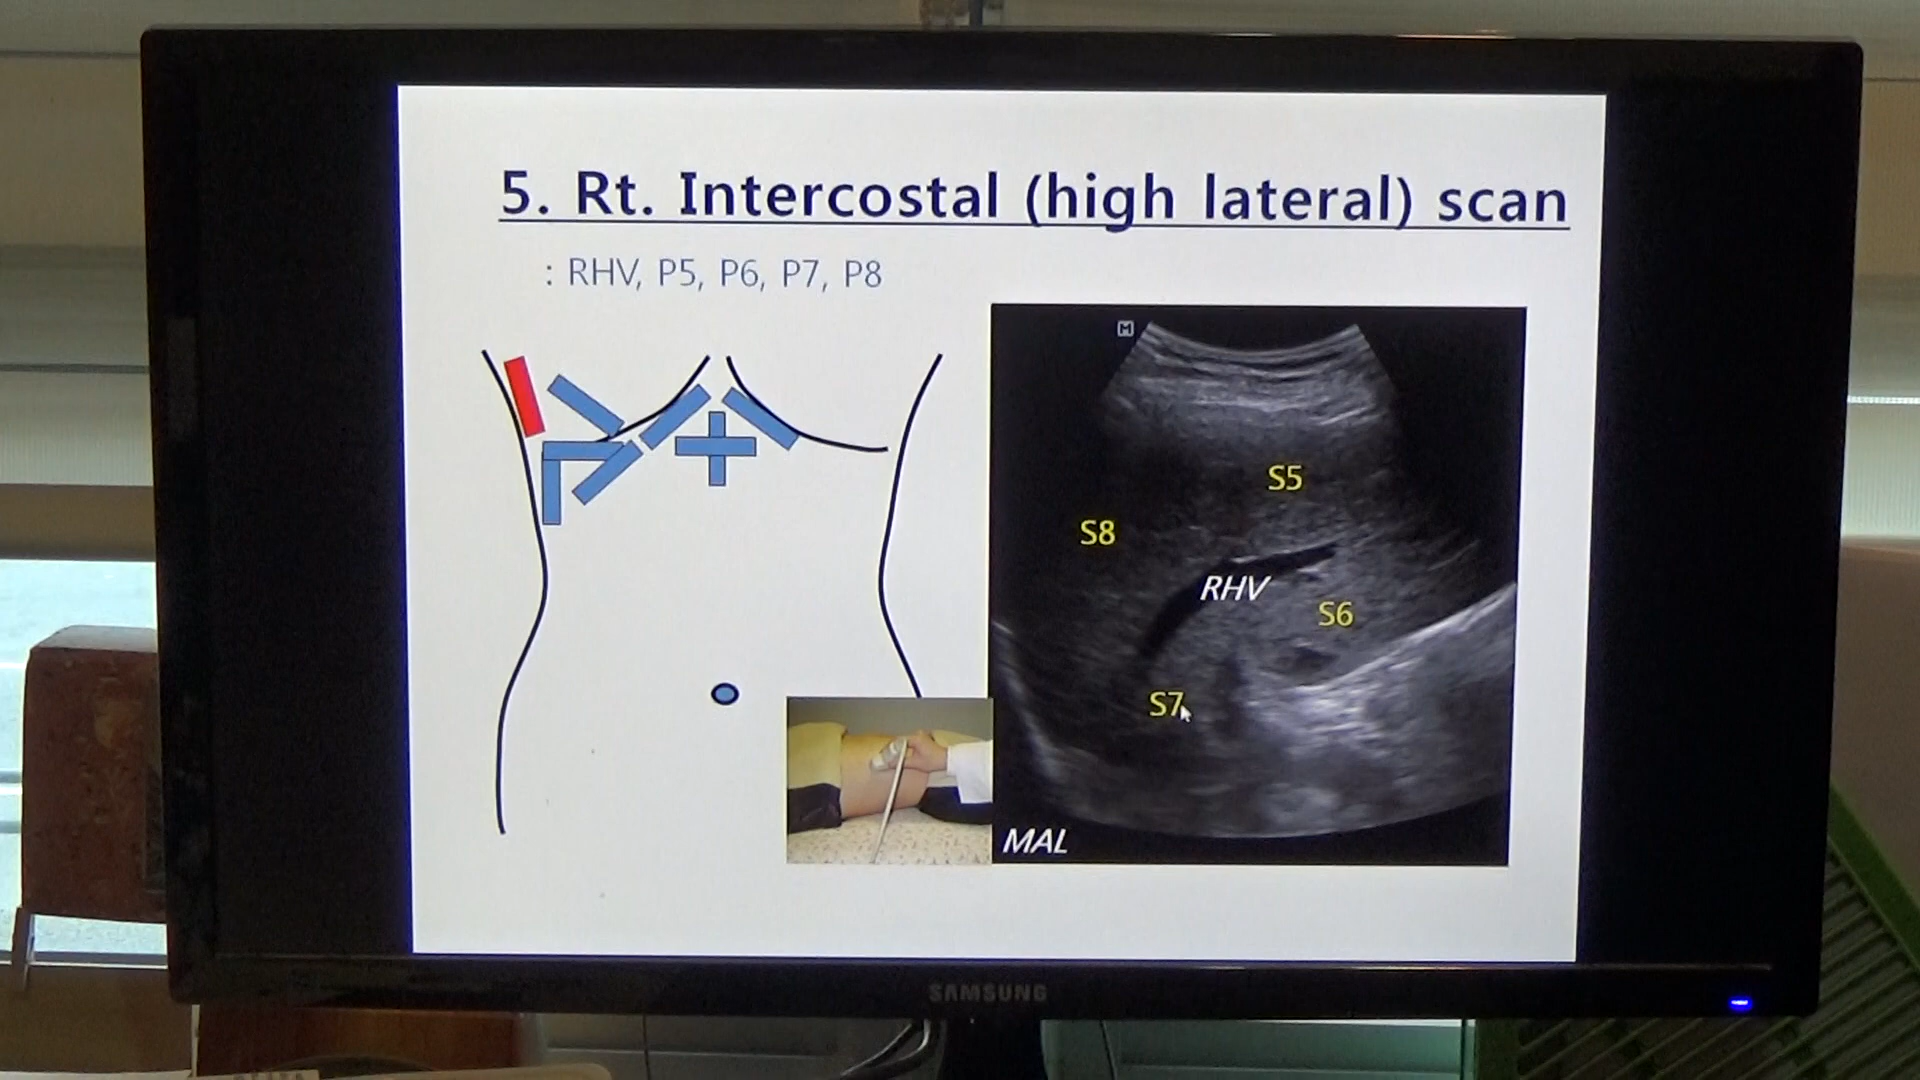 5. Rt. Intercostal (high lateral) scan
: RHV, P5, P6, P7, P8
M
S5
S8
RHV
S6
S7
MAL
SAMSUNG